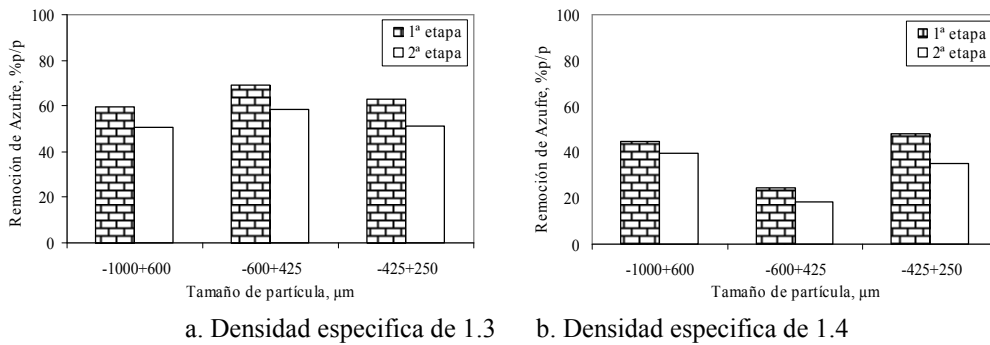 100
80
60
40
20
0
Remoción de Azufre, %p/p
1ª etapa
2ª etapa
-1000+600 -600+425 -425+250
Tamaño de partícula, µm
100
80
60
40
20
0
Remoción de Azufre, %p/p
1ª etapa
2ª etapa
-1000+600 -600+425 -425+250
Tamaño de partícula, µm
a. Densidad especifica de 1.3 b. Densidad especifica de 1.4